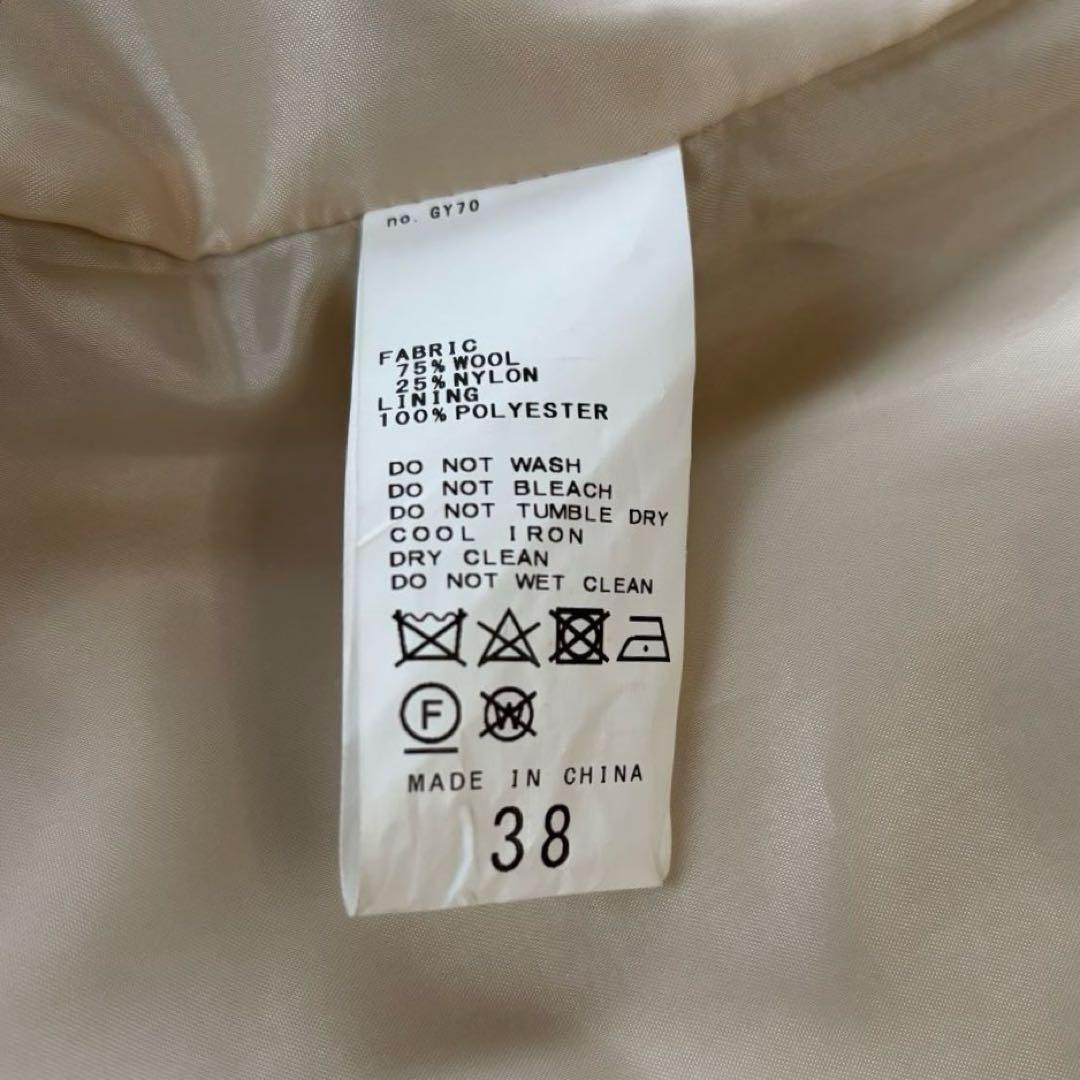 no. GY70
FABRIC
75% WOOL
25% NYLON
LINING
100% POLYESTER
DO NOT WASH
DO NOT BLEACH
DO NOT TUMBLE DRY
COOL IRON
DRY CLEAN
DO NOT WET CLEAN
F W
MADE IN CHINA
38